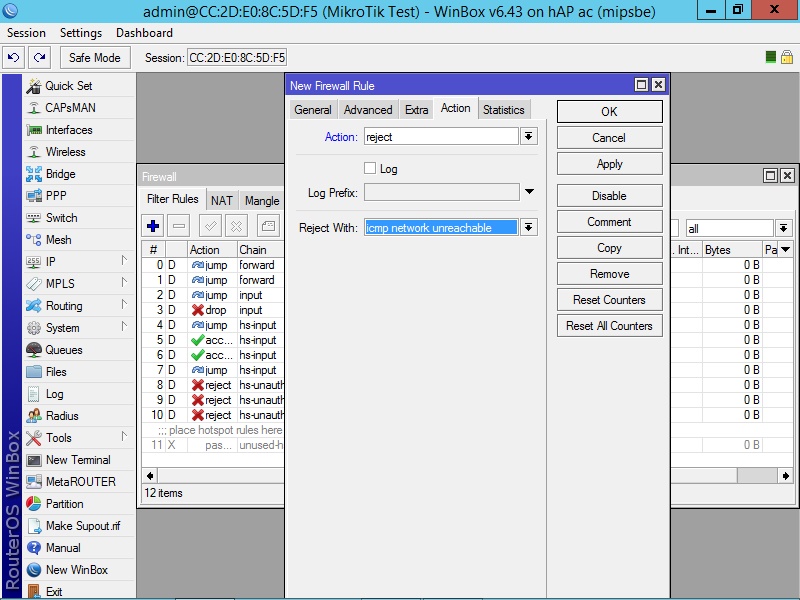 admin@CC:2D:E0:8C:5D:F5 (MikroTik Test) - WinBox v6.43 on hAP ac (mipsbe)
Session Settings Dashboard
Safe Mode Session: CC:2D:E0:8C:5D:F5
RouterOS WinBox
Quick Set
CAPsMAN
Interfaces
Wireless
Bridge
PPP
Switch
Mesh
IP
MPLS
Routing
System
Queues
Files
Log
Radius
Tools
New Terminal
MetaROUTER
Partition
Make Supout.rif
Manual
New WinBox
Exit
Firewall
Filter Rules NAT Mangle
all
# Action Chain . Int... Bytes Pa
0 D jump forward 0 B
1 D jump forward 0 B
2 D jump input 0 B
3 D drop input 0 B
4 D jump hs-input 0 B
5 D acc... hs-input 0 B
6 D acc... hs-input 0 B
7 D jump hs-input 0 B
8 D reject hs-unauth 0 B
9 D reject hs-unauth 0 B
10 D reject hs-unauth 0 B
;;; place hotspot rules here
11 X pas... unused-h 0 B
12 items
New Firewall Rule
General Advanced Extra Action Statistics
Action: reject
Log
Log Prefix:
Reject With: icmp network unreachable
OK
Cancel
Apply
Disable
Comment
Copy
Remove
Reset Counters
Reset All Counters